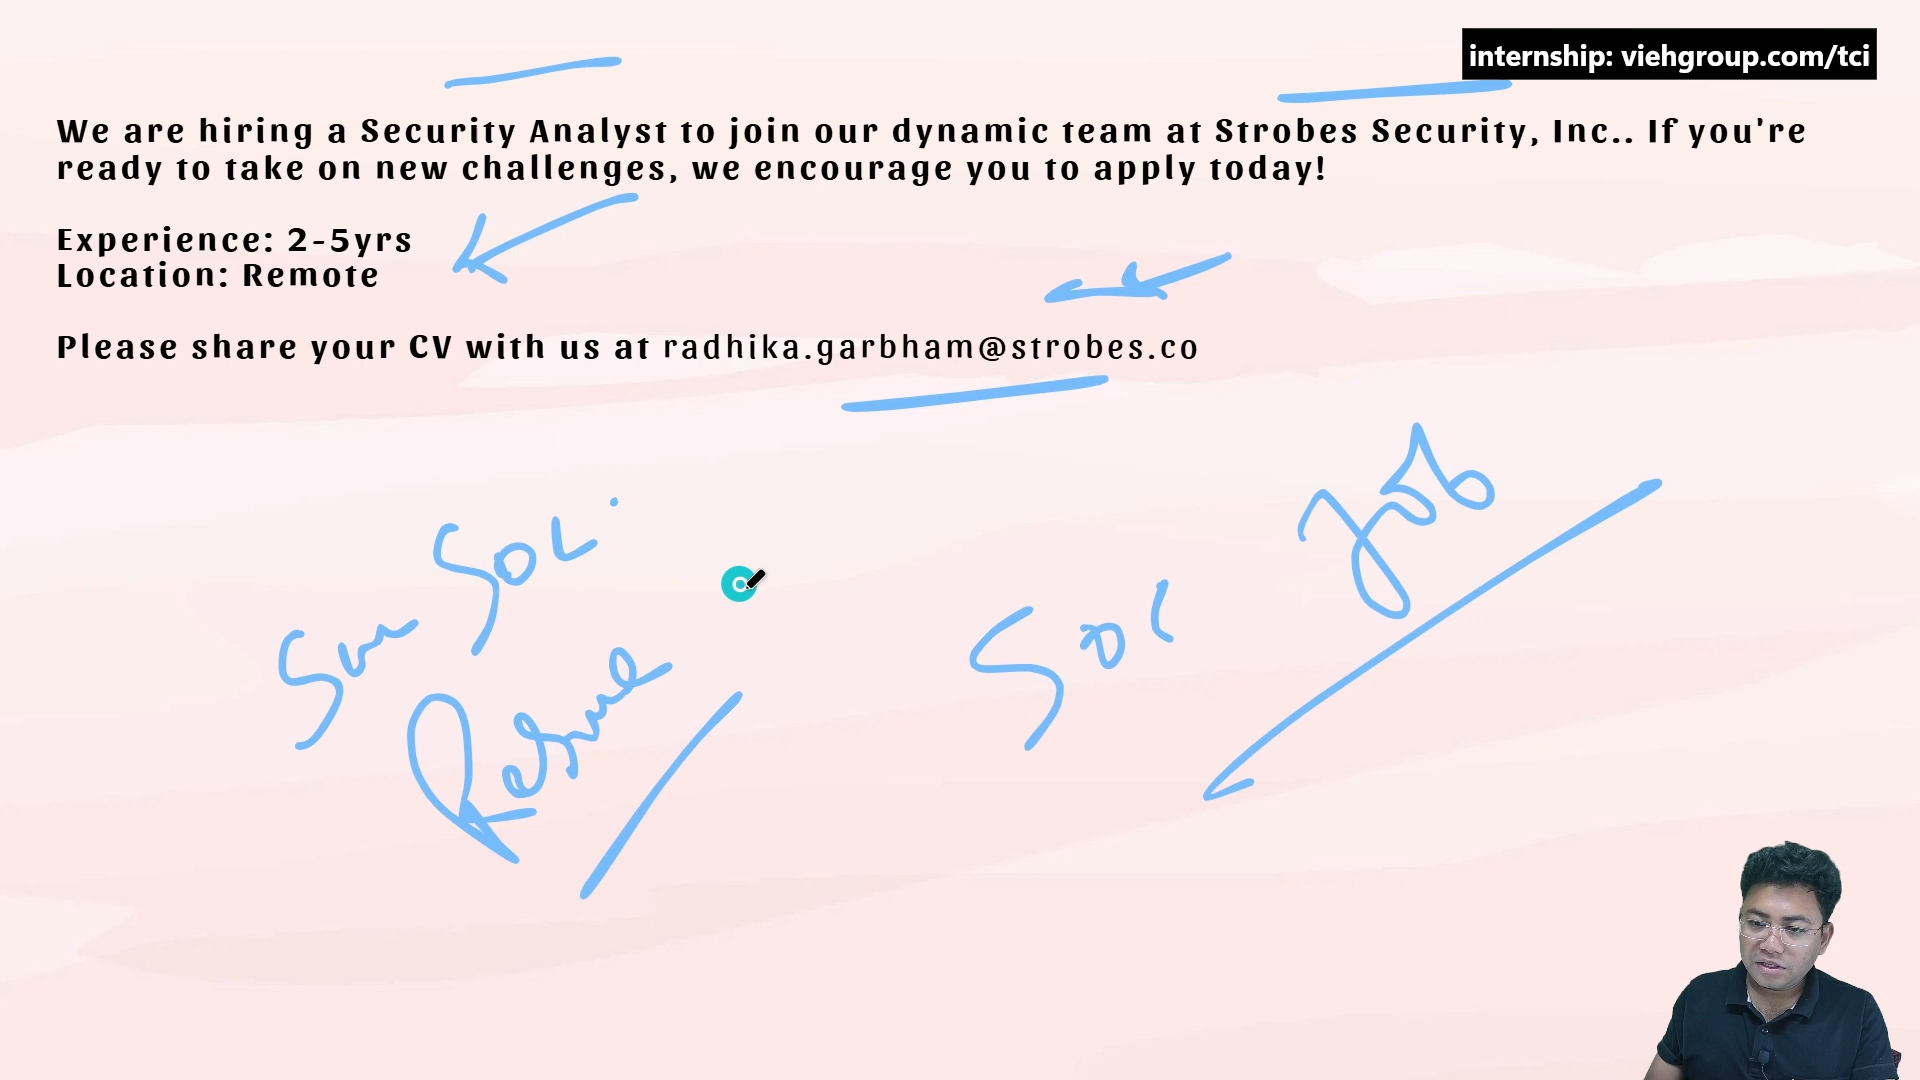 internship: viehgroup.com/tci
We are hiring a Security Analyst to join our dynamic team at Strobes Security, Inc.. If you're
ready to take on new challenges, we encourage you to apply today!
Experience: 2-5yrs
Location: Remote
Please share your CV with us at radhika.garbham@strobes.co
SOC
Resume
SOC Job